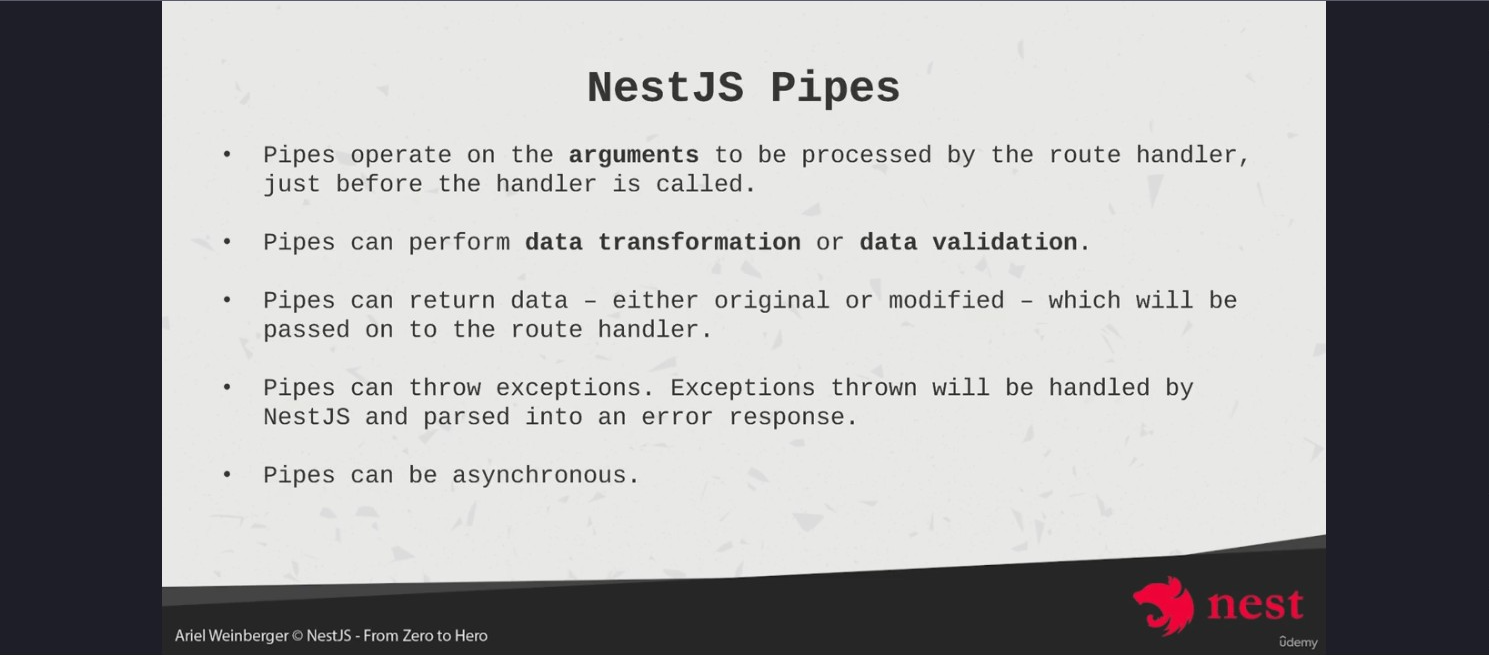 NestJS Pipes
• Pipes operate on the arguments to be processed by the route handler,
just before the handler is called.
• Pipes can perform data transformation or data validation.
• Pipes can return data – either original or modified – which will be
passed on to the route handler.
• Pipes can throw exceptions. Exceptions thrown will be handled by
NestJS and parsed into an error response.
• Pipes can be asynchronous.
nest
Ariel Weinberger © NestJS - From Zero to Hero
ûdemy